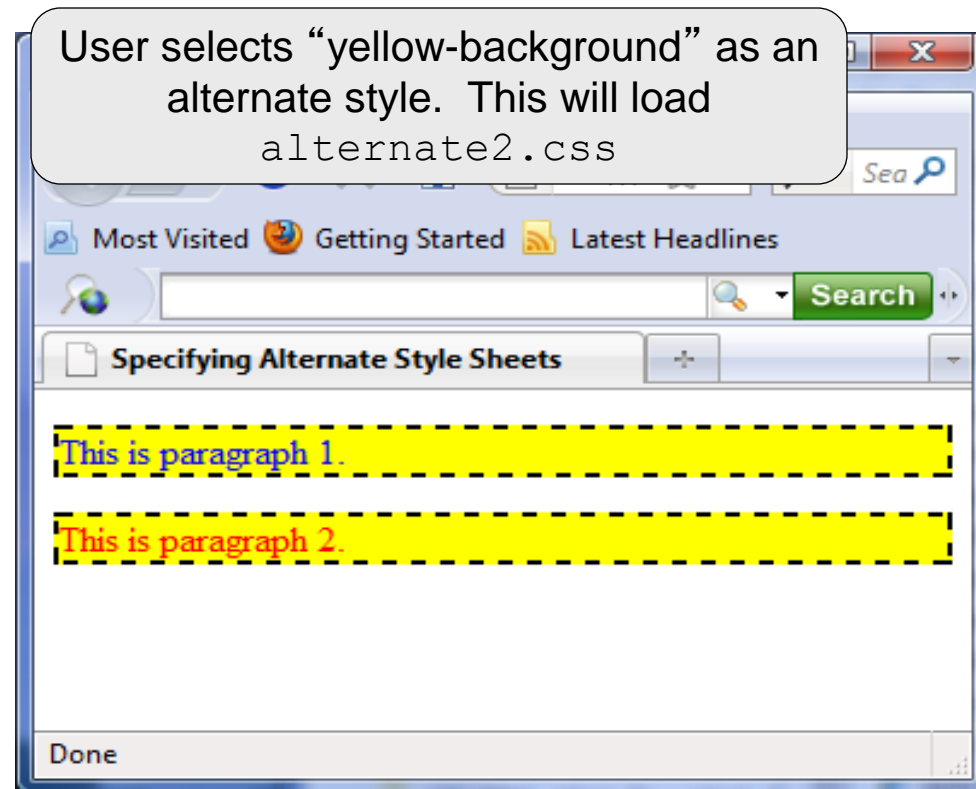 User selects “yellow-background” as an
alternate style. This will load
alternate2.css
Sea
Most Visited Getting Started Latest Headlines
Search
Specifying Alternate Style Sheets
This is paragraph 1.
This is paragraph 2.
Done